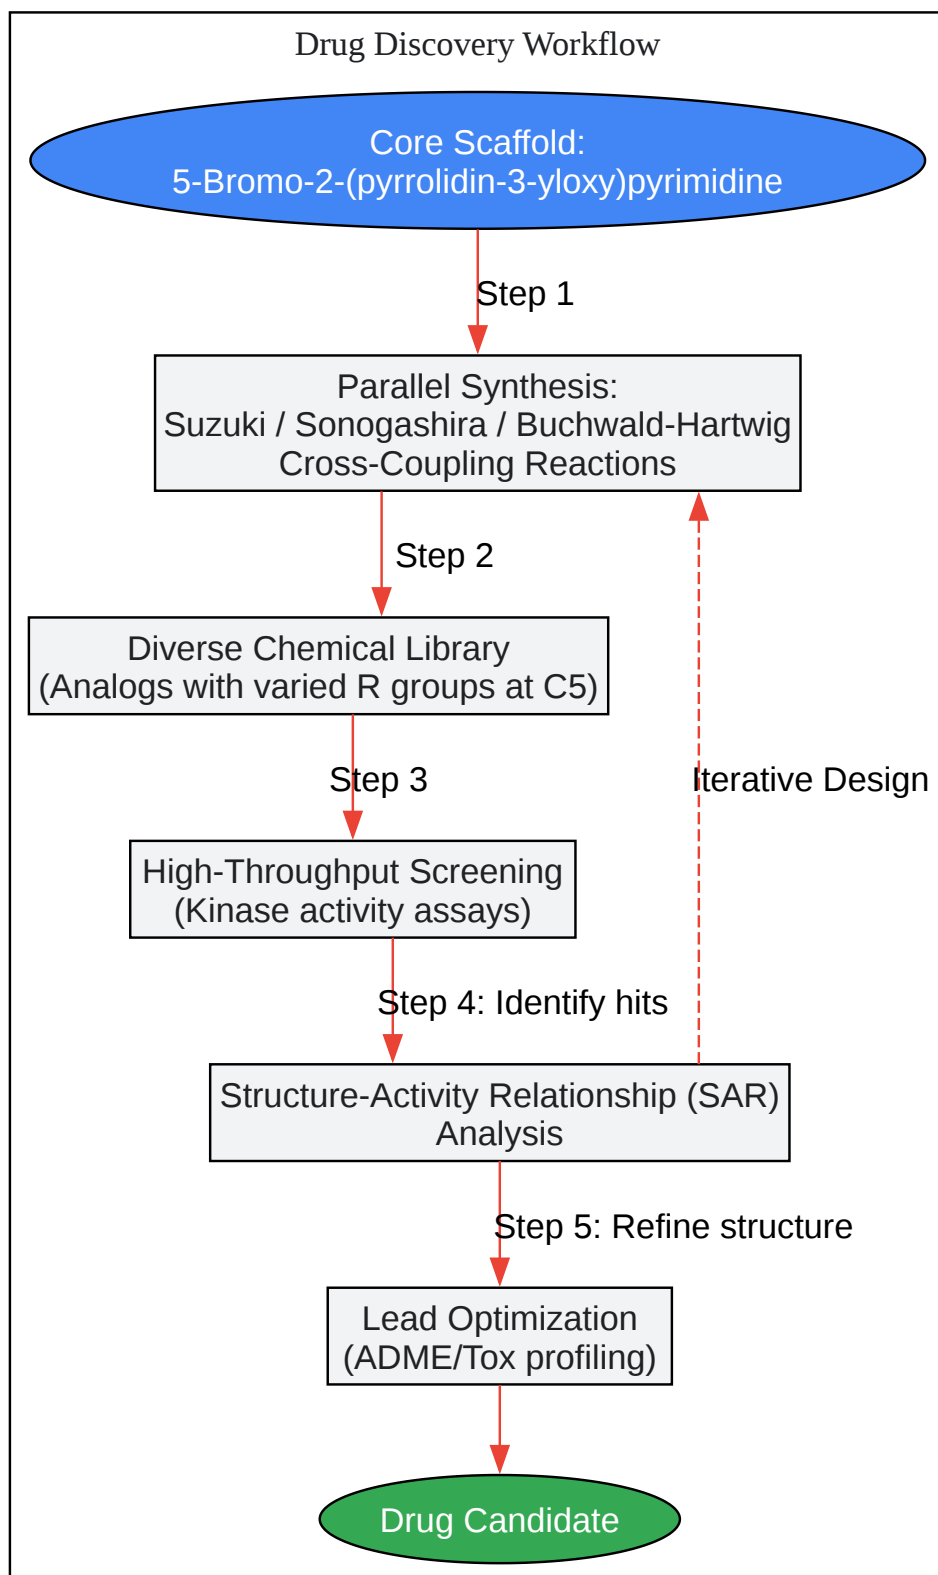 Drug Discovery Workflow
Core Scaffold:
5-Bromo-2-(pyrrolidin-3-yloxy)pyrimidine
Step 1
Parallel Synthesis:
Suzuki / Sonogashira / Buchwald-Hartwig
Cross-Coupling Reactions
Step 2
Diverse Chemical Library
(Analogs with varied R groups at C5)
Step 3
Iterative Design
High-Throughput Screening
(Kinase activity assays)
Step 4: Identify hits
Structure-Activity Relationship (SAR)
Analysis
Step 5: Refine structure
Lead Optimization
(ADME/Tox profiling)
Drug Candidate